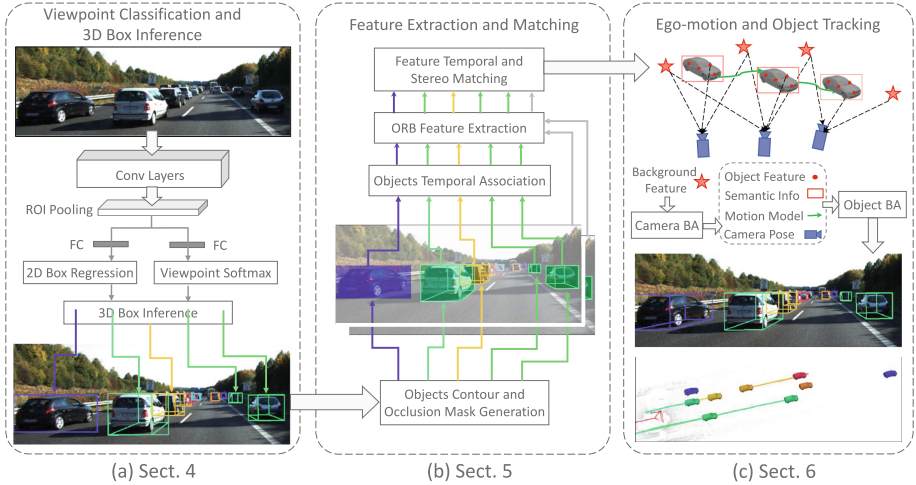 Viewpoint Classification and
3D Box Inference
Conv Layers
ROI Pooling
FC
FC
2D Box Regression
Viewpoint Softmax
3D Box Inference
(a) Sect. 4
Feature Extraction and Matching
Feature Temporal and
Stereo Matching
ORB Feature Extraction
Objects Temporal Association
Objects Contour and
Occlusion Mask Generation
(b) Sect. 5
Ego-motion and Object Tracking
Background
Feature
Camera BA
Object Feature
Semantic Info
Motion Model
Camera Pose
Object BA
(c) Sect. 6